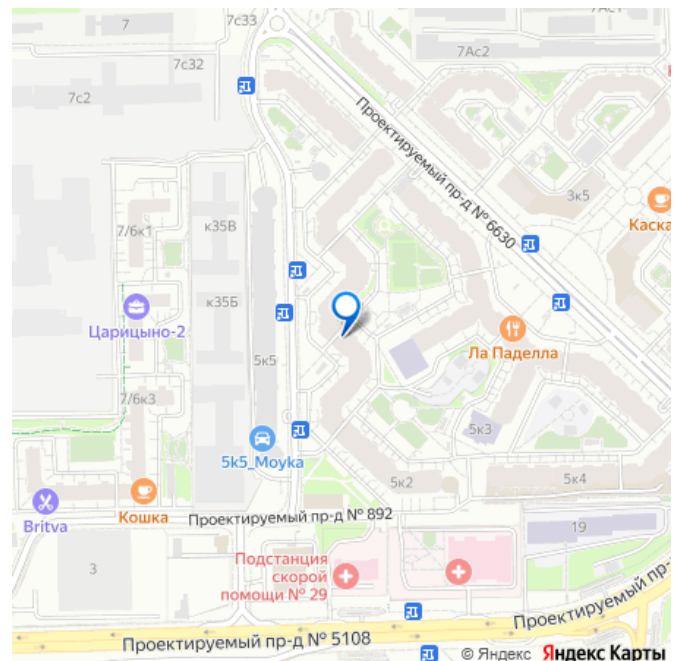 7с33
7
7с32
7Ас1
7Ас2
7с2
Проектируемый пр-д № 6630
3к5
Каска
7/6к1
к35В
к35Б
Царицыно-2
5к5
Ла Паделла
7/6к3
5к3
5k5_Moyka
5к2
5к4
Britva
Кошка
Проектируемый пр-д № 892
19
3
Подстанция
скорой
помощи № 29
Проектируемый пр-
Проектируемый пр-д № 5108
© Яндекс Яндекс Карты